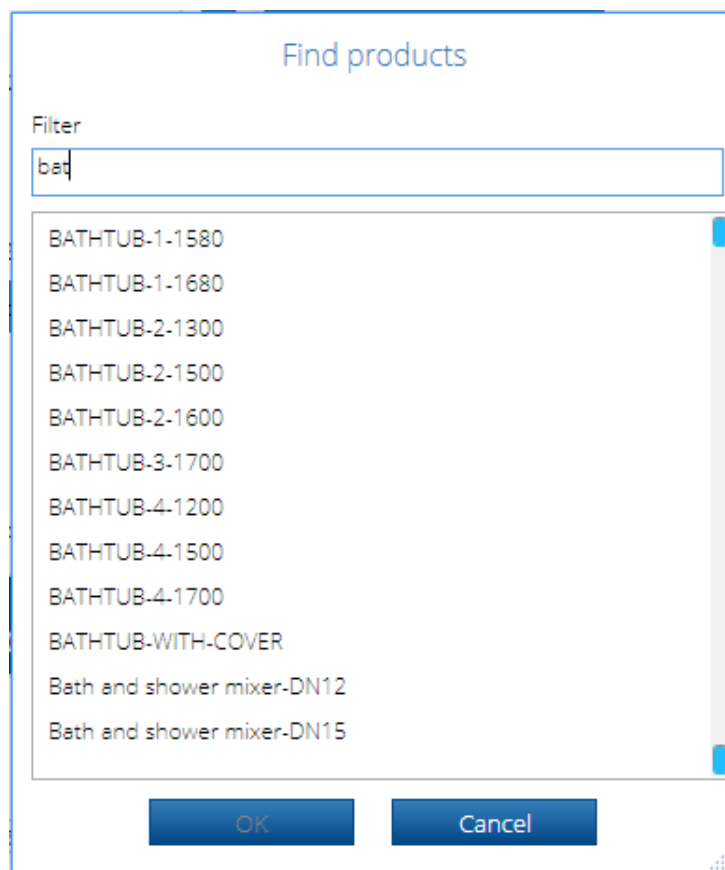 Find products
Filter
bat
BATHTUB-1-1580
BATHTUB-1-1680
BATHTUB-2-1300
BATHTUB-2-1500
BATHTUB-2-1600
BATHTUB-3-1700
BATHTUB-4-1200
BATHTUB-4-1500
BATHTUB-4-1700
BATHTUB-WITH-COVER
Bath and shower mixer-DN12
Bath and shower mixer-DN15
OK
Cancel